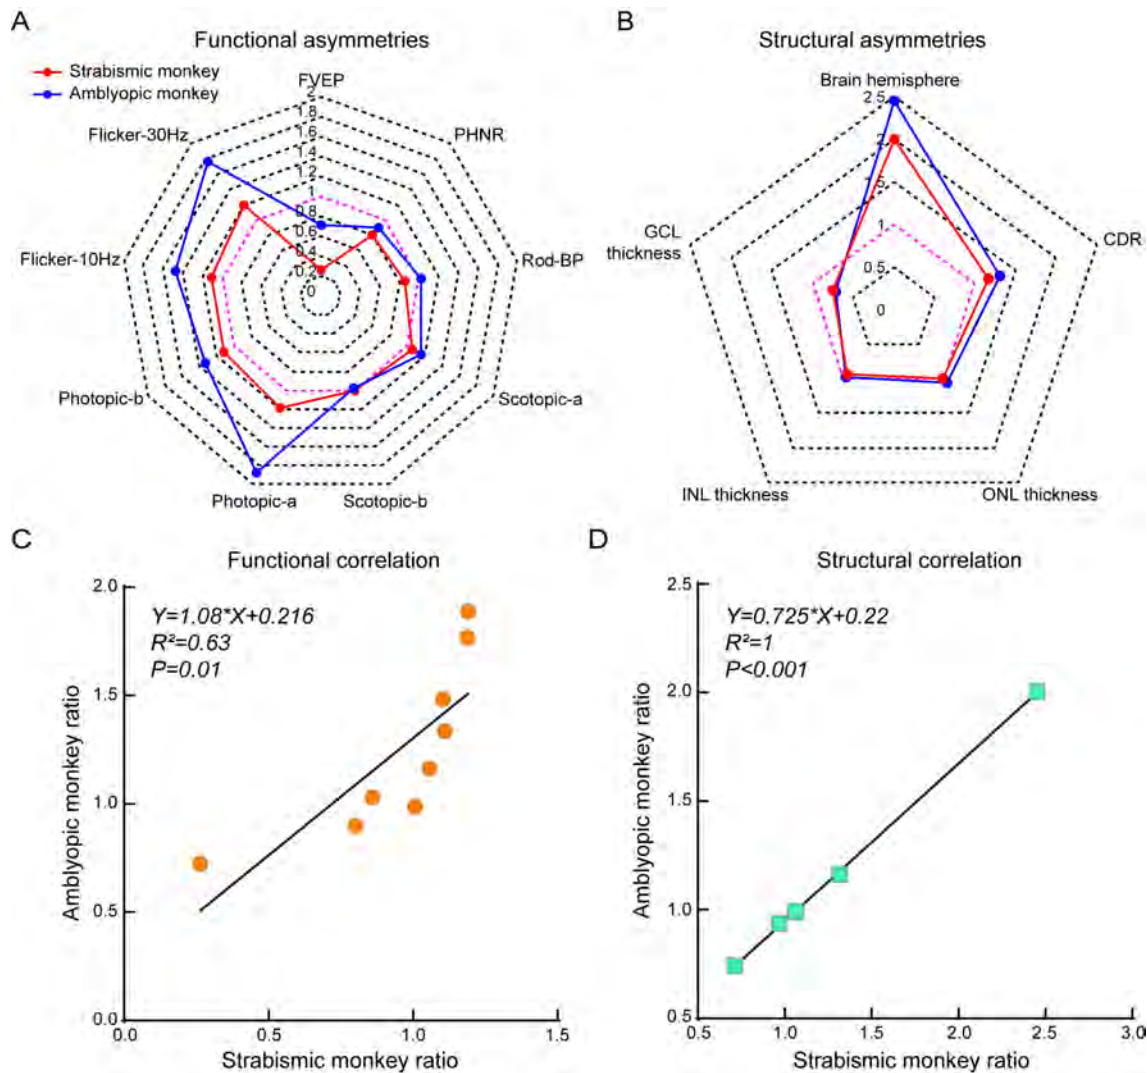 A
Functional asymmetries
Strabismic monkey
Amblyopic monkey
FVEP
2
1.8
1.6
1.4
1.2
1
0.8
0.6
0.4
0.2
0
PHNR
Rod-BP
Scotopic-a
Scotopic-b
Photopic-a
Photopic-b
Flicker-10Hz
Flicker-30Hz
B
Structural asymmetries
Brain hemisphere
2.5
2
1
0.5
0
CDR
ONL thickness
INL thickness
GCL
thickness
C
Functional correlation
Y=1.08*X+0.216
R²=0.63
P=0.01
Amblyopic monkey ratio
2.0
1.5
1.0
0.5
0.0
0.0 0.5 1.0 1.5
Strabismic monkey ratio
D
Structural correlation
Y=0.725*X+0.22
R²=1
P<0.001
Amblyopic monkey ratio
2.5
2.0
1.5
1.0
0.5
0.5 1.0 1.5 2.0 2.5 3.0
Strabismic monkey ratio